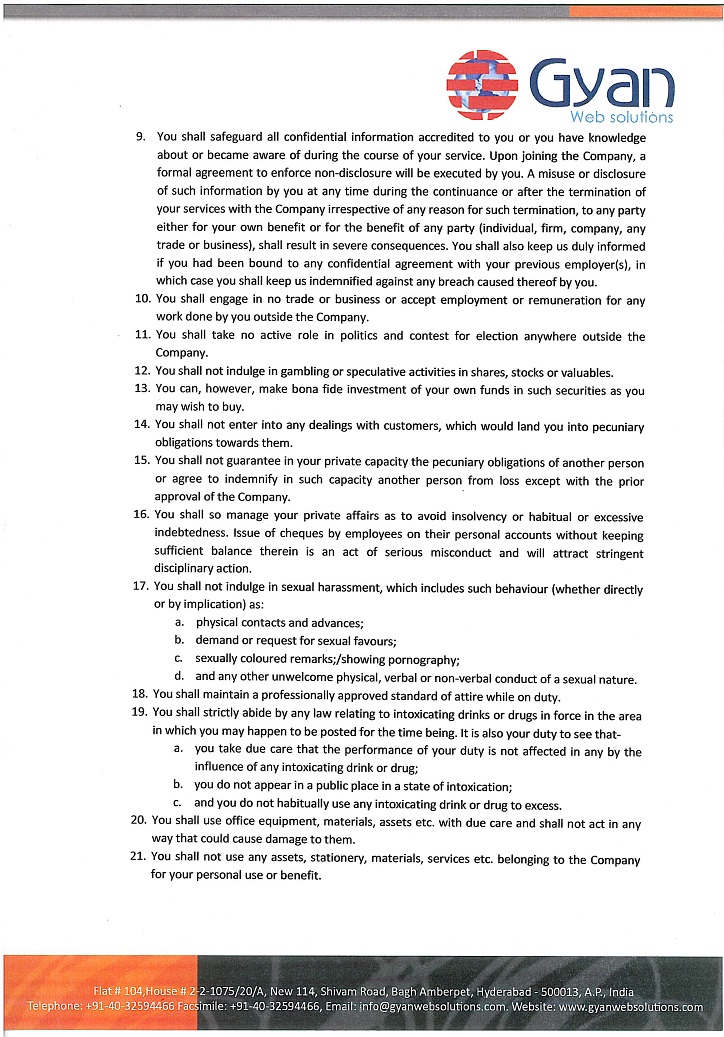 Gyan
Web solutions
9. You shall safeguard all confidential information accredited to you or you have knowledge
about or became aware of during the course of your service. Upon joining the Company, a
formal agreement to enforce non-disclosure will be executed by you. A misuse or disclosure
of such information by you at any time during the continuance or after the termination of
your services with the Company irrespective of any reason for such termination, to any party
either for your own benefit or for the benefit of any party (individual, firm, company, any
trade or business), shall result in severe consequences. You shall also keep us duly informed
if you had been bound to any confidential agreement with your previous employer(s), in
which case you shall keep us indemnified against any breach caused thereof by you.
10. You shall engage in no trade or business or accept employment or remuneration for any
work done by you outside the Company.
11. You shall take no active role in politics and contest for election anywhere outside the
Company.
12. You shall not indulge in gambling or speculative activities in shares, stocks or valuables.
13. You can, however, make bona fide investment of your own funds in such securities as you
may wish to buy.
14. You shall not enter into any dealings with customers, which would land you into pecuniary
obligations towards them.
15. You shall not guarantee in your private capacity the pecuniary obligations of another person
or agree to indemnify in such capacity another person from loss except with the prior
approval of the Company.
16. You shall so manage your private affairs as to avoid insolvency or habitual or excessive
indebtedness. Issue of cheques by employees on their personal accounts without keeping
sufficient balance therein is an act of serious misconduct and will attract stringent
disciplinary action.
17. You shall not indulge in sexual harassment, which includes such behaviour (whether directly
or by implication) as:
a. physical contacts and advances;
b. demand or request for sexual favours;
c. sexually coloured remarks;/showing pornography;
d. and any other unwelcome physical, verbal or non-verbal conduct of a sexual nature.
18. You shall maintain a professionally approved standard of attire while on duty.
19. You shall strictly abide by any law relating to intoxicating drinks or drugs in force in the area
in which you may happen to be posted for the time being. It is also your duty to see that-
a. you take due care that the performance of your duty is not affected in any by the
influence of any intoxicating drink or drug;
b. you do not appear in a public place in a state of intoxication;
c. and you do not habitually use any intoxicating drink or drug to excess.
20. You shall use office equipment, materials, assets etc. with due care and shall not act in any
way that could cause damage to them.
21. You shall not use any assets, stationery, materials, services etc. belonging to the Company
for your personal use or benefit.
Flat # 104,House # 2-2-1075/20/A, New 114, Shivam Road, Bagh Amberpet, Hyderabad - 500013, A.P., India
Telephone: +91-40-32594466 Facsimile: +91-40-32594466, Email: info@gyanwebsolutions.com. Website: www.gyanwebsolutions.com